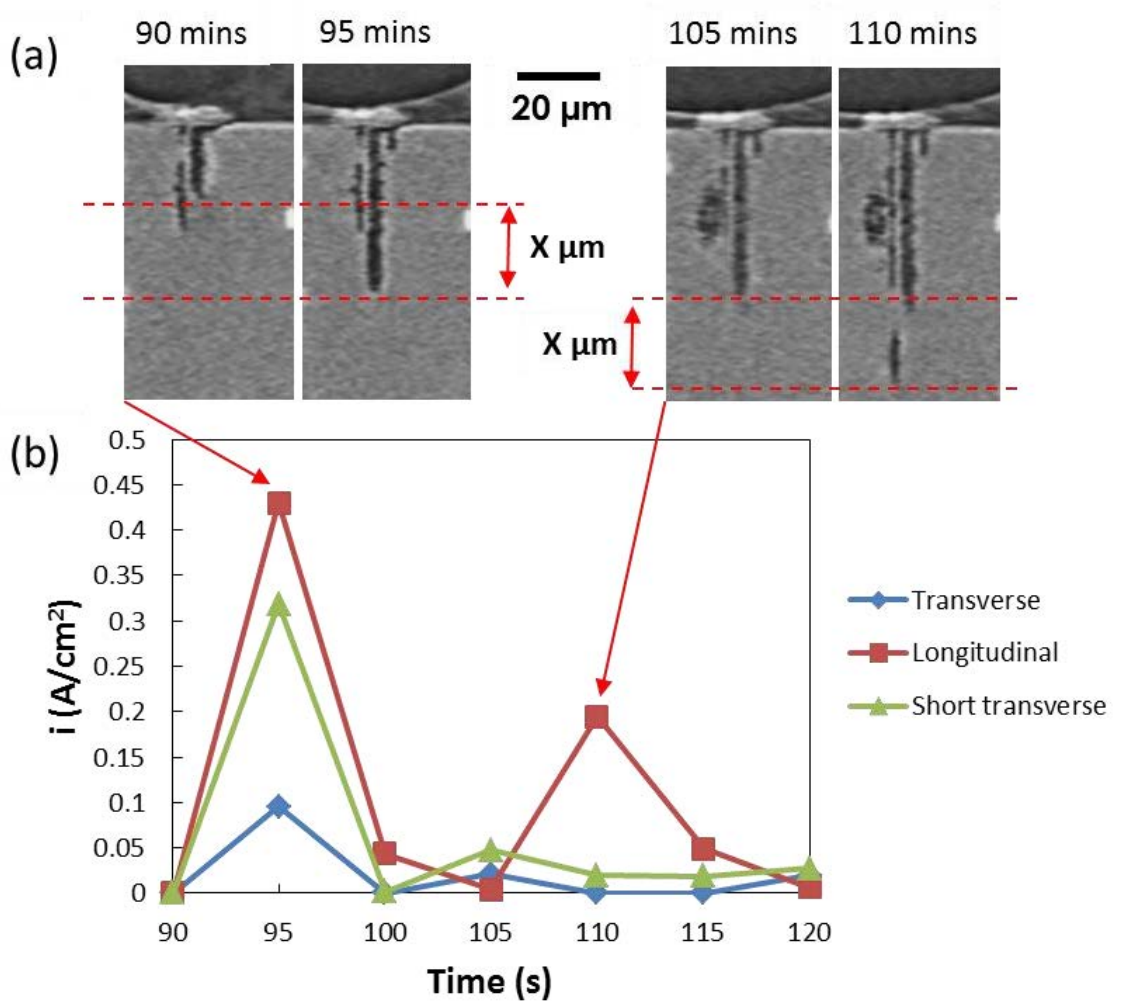 (a)
90 mins 95 mins 105 mins 110 mins
20 µm
X µm
X µm
(b)
0.5
0.45
0.4
0.35
0.3
0.25
0.2
0.15
0.1
0.05
0
i (A/cm²)
90 95 100 105 110 115 120
Time (s)
Transverse
Longitudinal
Short transverse